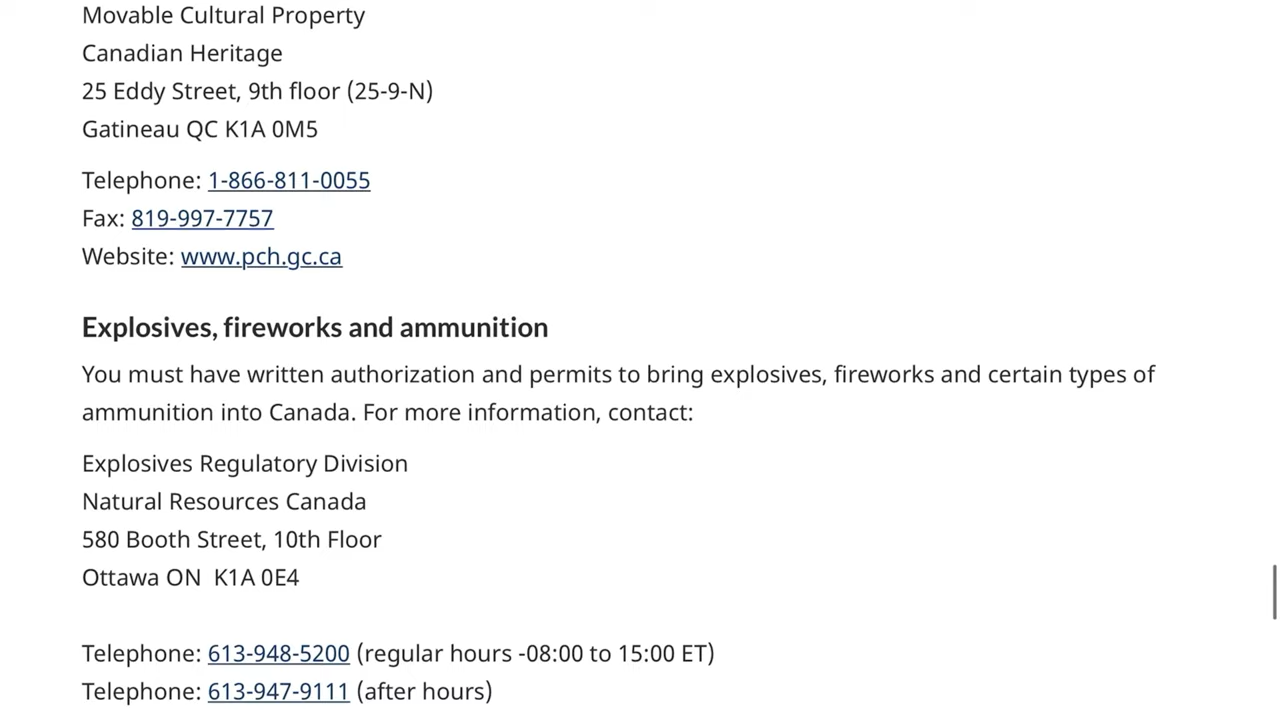 Movable Cultural Property
Canadian Heritage
25 Eddy Street, 9th floor (25-9-N)
Gatineau QC K1A 0M5
Telephone: 1-866-811-0055
Fax: 819-997-7757
Website: www.pch.gc.ca
Explosives, fireworks and ammunition
You must have written authorization and permits to bring explosives, fireworks and certain types of
ammunition into Canada. For more information, contact:
Explosives Regulatory Division
Natural Resources Canada
580 Booth Street, 10th Floor
Ottawa ON  K1A 0E4
Telephone: 613-948-5200 (regular hours -08:00 to 15:00 ET)
Telephone: 613-947-9111 (after hours)